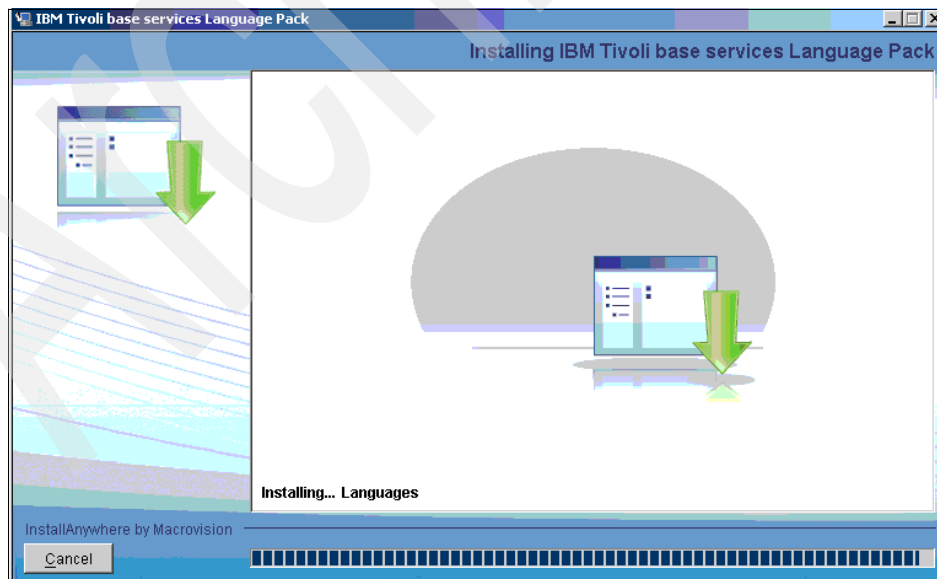 IBM Tivoli base services Language Pack
Installing IBM Tivoli base services Language Pack
Installing... Languages
InstallAnywhere by Macrovision
Cancel